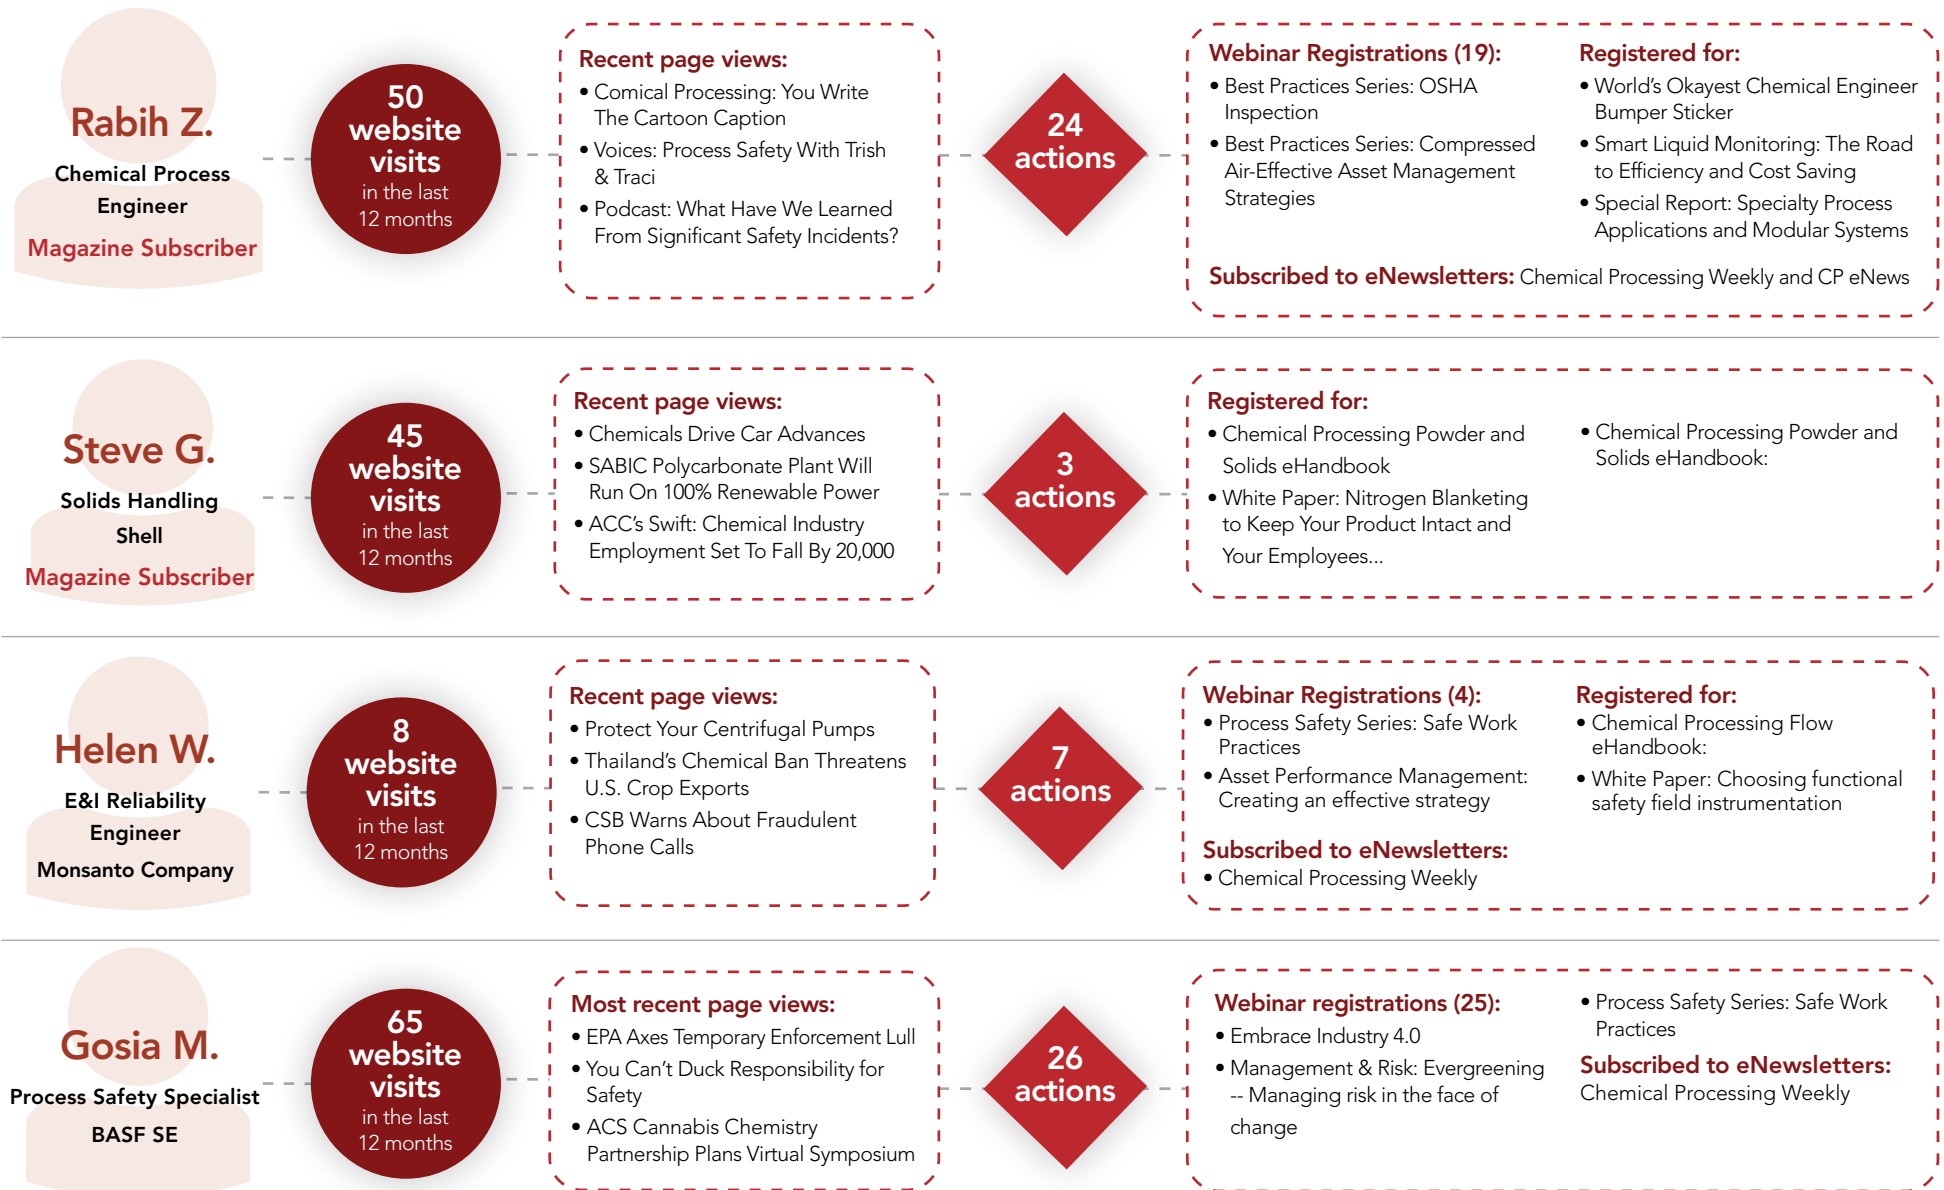 Rabih Z.
Chemical Process
Engineer
Magazine Subscriber
50
website
visits
in the last
12 months
Recent page views:
• Comical Processing: You Write
The Cartoon Caption
• Voices: Process Safety With Trish
& Traci
• Podcast: What Have We Learned
From Significant Safety Incidents?
24
actions
Webinar Registrations (19):
• Best Practices Series: OSHA
Inspection
• Best Practices Series: Compressed
Air-Effective Asset Management
Strategies
Registered for:
• World's Okayest Chemical Engineer
Bumper Sticker
• Smart Liquid Monitoring: The Road
to Efficiency and Cost Saving
• Special Report: Specialty Process
Applications and Modular Systems
Subscribed to eNewsletters: Chemical Processing Weekly and CP eNews
Steve G.
Solids Handling
Shell
Magazine Subscriber
45
website
visits
in the last
12 months
Recent page views:
• Chemicals Drive Car Advances
• SABIC Polycarbonate Plant Will
Run On 100% Renewable Power
• ACC's Swift: Chemical Industry
Employment Set To Fall By 20,000
3
actions
Registered for:
• Chemical Processing Powder and
Solids eHandbook
• White Paper: Nitrogen Blanketing
to Keep Your Product Intact and
Your Employees...
• Chemical Processing Powder and
Solids eHandbook:
Helen W.
E&I Reliability
Engineer
Monsanto Company
8
website
visits
in the last
12 months
Recent page views:
• Protect Your Centrifugal Pumps
• Thailand's Chemical Ban Threatens
U.S. Crop Exports
• CSB Warns About Fraudulent
Phone Calls
7
actions
Webinar Registrations (4):
• Process Safety Series: Safe Work
Practices
• Asset Performance Management:
Creating an effective strategy
Subscribed to eNewsletters:
• Chemical Processing Weekly
Registered for:
• Chemical Processing Flow
eHandbook:
• White Paper: Choosing functional
safety field instrumentation
Gosia M.
Process Safety Specialist
BASF SE
65
website
visits
in the last
12 months
Most recent page views:
• EPA Axes Temporary Enforcement Lull
• You Can't Duck Responsibility for
Safety
• ACS Cannabis Chemistry
Partnership Plans Virtual Symposium
26
actions
Webinar registrations (25):
• Embrace Industry 4.0
• Management & Risk: Evergreening
-- Managing risk in the face of
change
• Process Safety Series: Safe Work
Practices
Subscribed to eNewsletters:
Chemical Processing Weekly